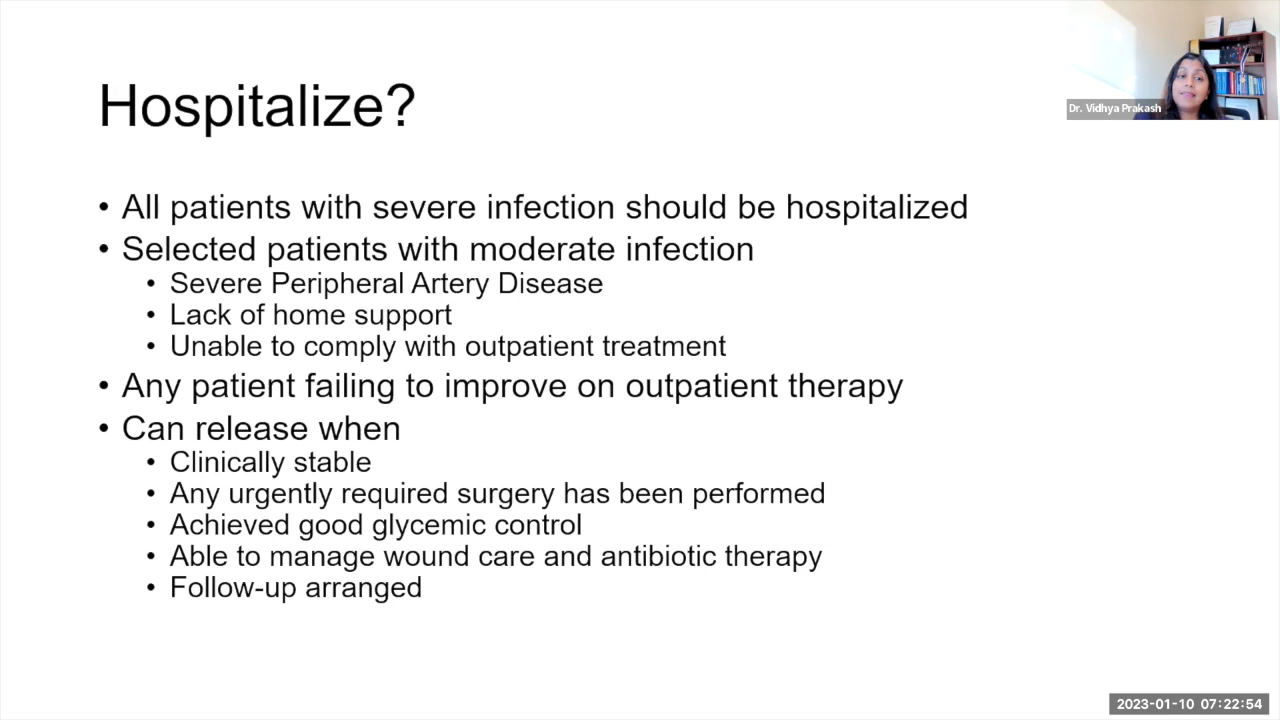 Hospitalize?
Dr. Vidhya Prakash
• All patients with severe infection should be hospitalized
• Selected patients with moderate infection
• Severe Peripheral Artery Disease
• Lack of home support
• Unable to comply with outpatient treatment
• Any patient failing to improve on outpatient therapy
• Can release when
• Clinically stable
• Any urgently required surgery has been performed
• Achieved good glycemic control
• Able to manage wound care and antibiotic therapy
• Follow-up arranged
2023-01-10 07:22:54